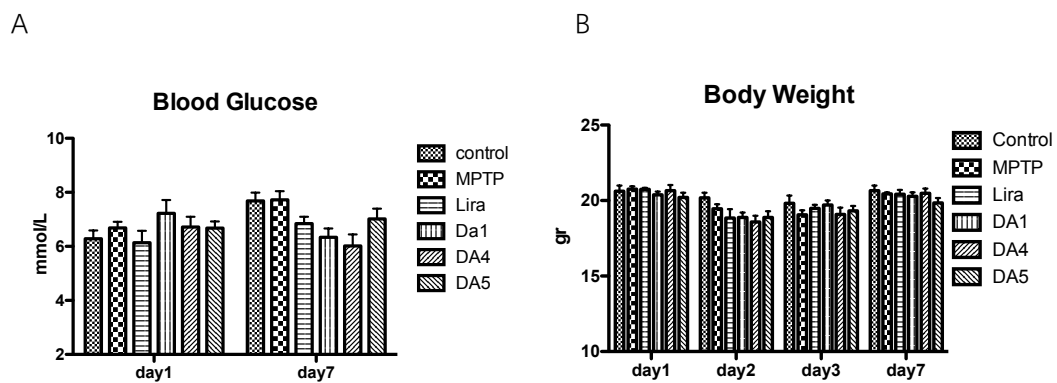 A
Blood Glucose
mmol/L
8
6
4
2
day1
day7
control
MPTP
Lira
Da1
DA4
DA5
B
Body Weight
gr
25
20
15
10
day1
day2
day3
day7
Control
MPTP
Lira
DA1
DA4
DA5